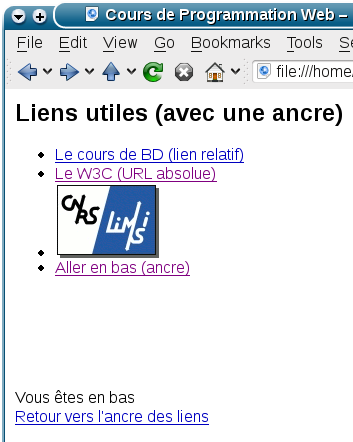 Cours de Programmation Web –
File Edit View Go Bookmarks Tools
file:///home/
Liens utiles (avec une ancre)
Le cours de BD (lien relatif)
Le W3C (URL absolue)
CNRS LiMSi
Aller en bas (ancre)
Vous êtes en bas
Retour vers l'ancre des liens